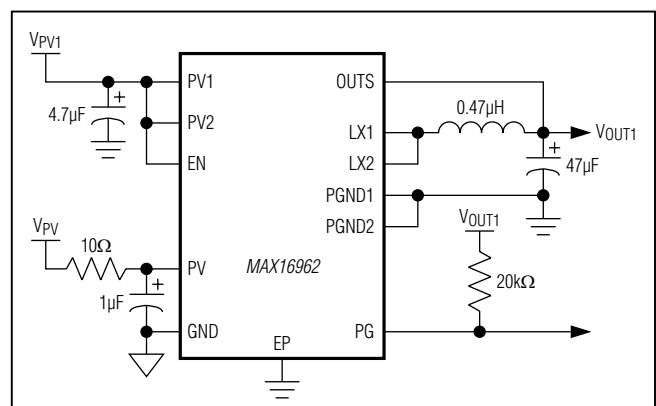 VPV1
PV1
OUTS
4.7µF
0.47µH
PV2
LX1
VOUT1
EN
LX2
47µF
PGND1
VPV
PGND2
VOUT1
10Ω
PV
MAX16962
20kΩ
1µF
GND
PG
EP